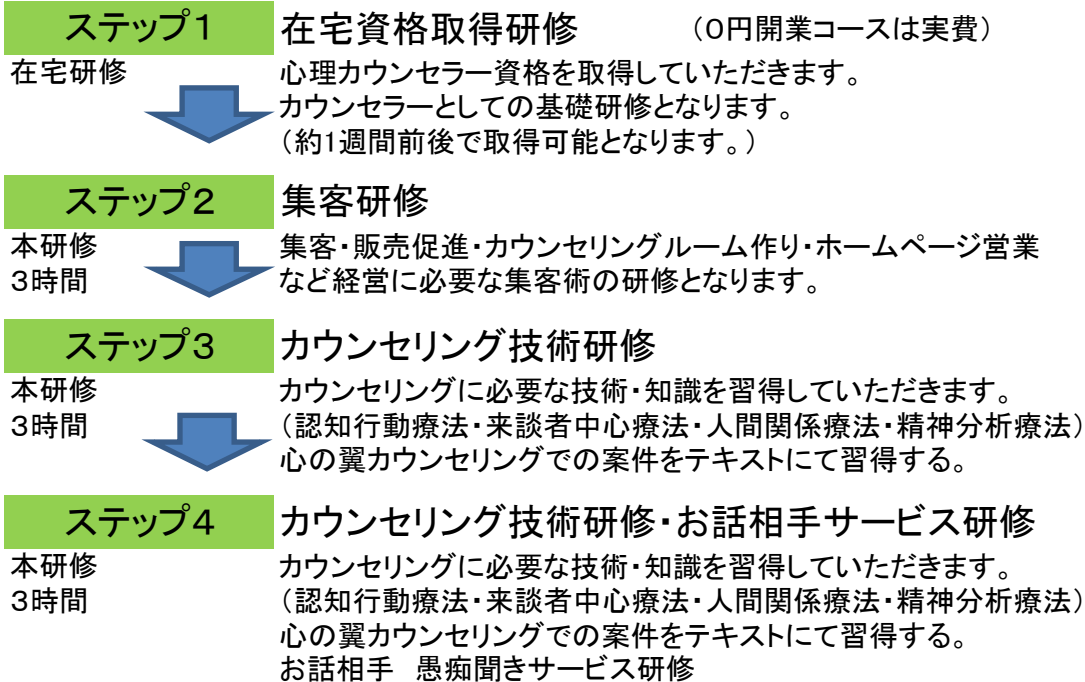 ステップ1 在宅資格取得研修 （０円開業コースは実費）
在宅研修 心理カウンセラー資格を取得していただきます。
カウンセラーとしての基礎研修となります。
（約1週間前後で取得可能となります。）
ステップ2 集客研修
本研修 集客・販売促進・カウンセリングルーム作り・ホームページ営業
3時間 など経営に必要な集客術の研修となります。
ステップ3 カウンセリング技術研修
本研修 カウンセリングに必要な技術・知識を習得していただきます。
3時間 （認知行動療法・来談者中心療法・人間関係療法・精神分析療法）
心の翼カウンセリングでの案件をテキストにて習得する。
ステップ4 カウンセリング技術研修・お話相手サービス研修
本研修 カウンセリングに必要な技術・知識を習得していただきます。
3時間 （認知行動療法・来談者中心療法・人間関係療法・精神分析療法）
心の翼カウンセリングでの案件をテキストにて習得する。
お話相手　愚痴聞きサービス研修